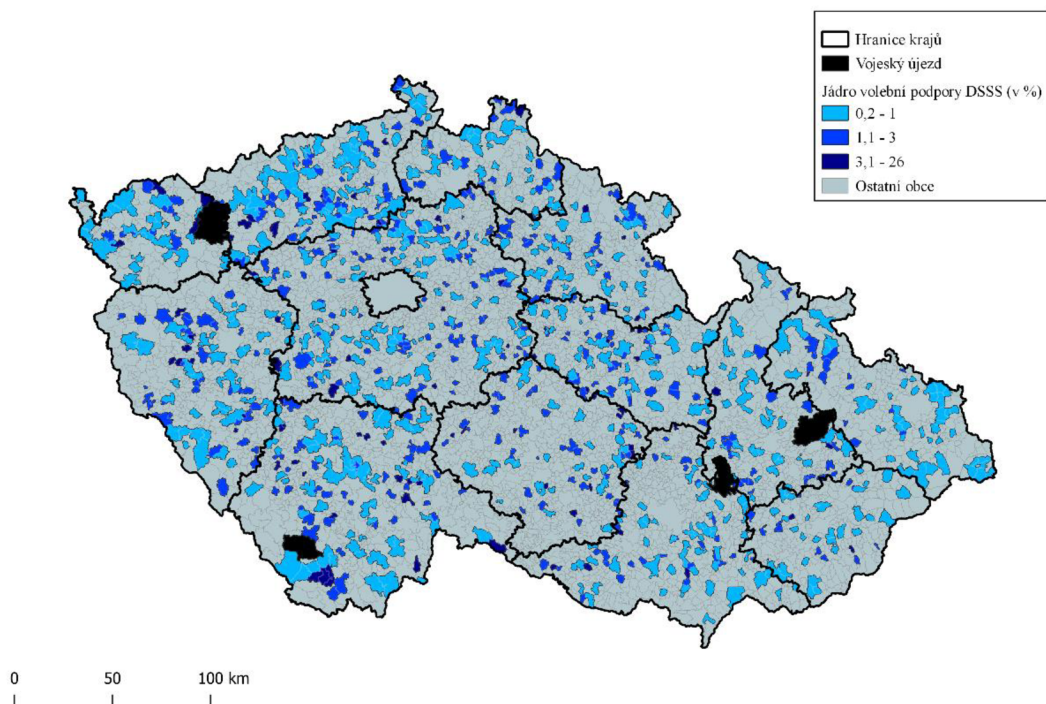 Hranice krajů
Vojeský újezd
Jádro volební podpory DSSS (v %)
0,2 - 1
1,1 - 3
3,1 - 26
Ostatní obce
0 50 100 km